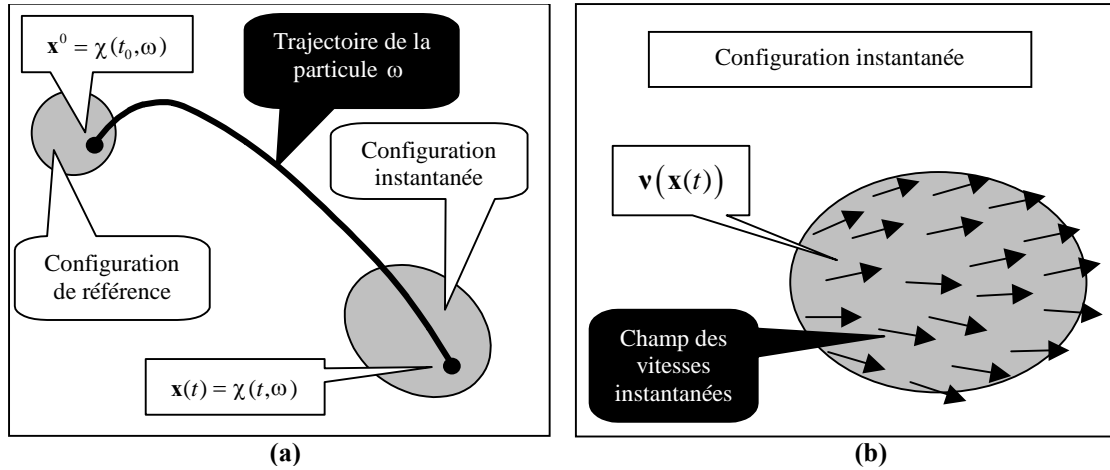 x⁰ = χ(t₀,ω)
Trajectoire de la
particule ω
Configuration
instantanée
Configuration
de référence
x(t) = χ(t,ω)
(a)
Configuration instantanée
v(x(t))
Champ des
vitesses
instantanées
(b)